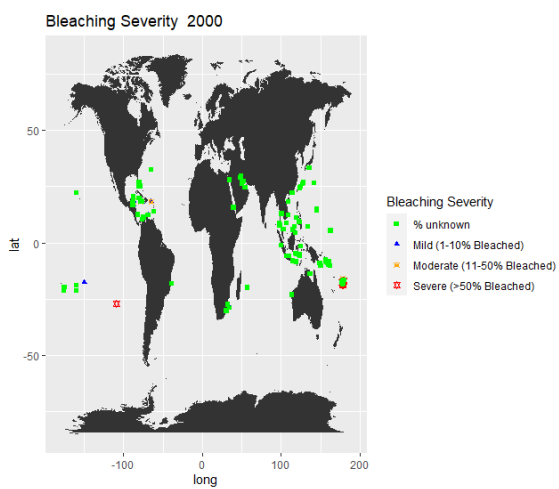 Bleaching Severity  2000
lat
50
0
-50
-100
0
100
200
long
Bleaching Severity
% unknown
Mild (1-10% Bleached)
Moderate (11-50% Bleached)
Severe (>50% Bleached)